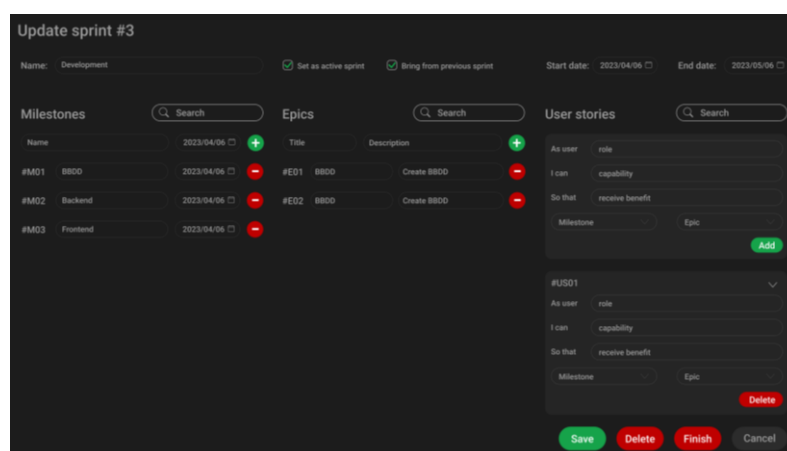 Update sprint #3
Name: Development Set as active sprint Bring from previous sprint Start date: 2023/04/06 End date: 2023/05/06
Milestones Search
Name 2023/04/06
#M01 BBDD 2023/04/06
#M02 Backend 2023/04/06
#M03 Frontend 2023/04/06
Epics Search
Title Description
#E01 BBDD Create BBDD
#E02 BBDD Create BBDD
User stories Search
As user role
I can capability
So that receive benefit
Milestone Epic
Add
#US01
As user role
I can capability
So that receive benefit
Milestone Epic
Delete
Save Delete Finish Cancel